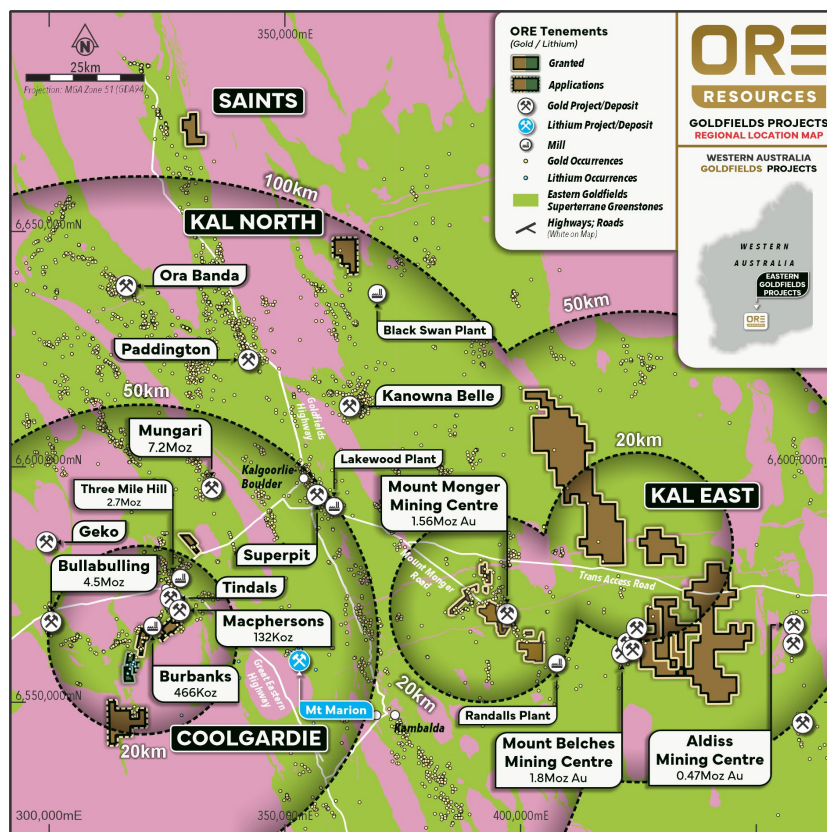 350,000mE
N
25km
Projection: MGA Zone 51 (GDA94)
ORE Tenements
(Gold / Lithium)
Granted
Applications
Gold Project/Deposit
Lithium Project/Deposit
Mill
Gold Occurrences
Lithium Occurrences
Eastern Goldfields
Superterrane Greenstones
Highways; Roads
(White on Map)
ORE
RESOURCES
GOLDFIELDS PROJECTS
REGIONAL LOCATION MAP
WESTERN AUSTRALIA
GOLDFIELDS PROJECTS
WESTERN
AUSTRALIA
EASTERN
GOLDFIELDS
PROJECTS
ORE
RESOURCES
SAINTS
100km
KAL NORTH
6,650,000mN
Ora Banda
50km
Black Swan Plant
Paddington
50km
Kanowna Belle
Goldfields
Highway
Mungari
7.2Moz
20km
6,600,000mN
Kalgoorlie-
Boulder
Lakewood Plant
6,600,000m
Three Mile Hill
2.7Moz
Mount Monger
Mining Centre
1.56Moz Au
KAL EAST
Geko
Superpit
Bullabulling
4.5Moz
Mount Monger
Road
Trans Access Road
Tindals
Macphersons
132Koz
Burbanks
466Koz
Great Eastern
Highway
6,550,000mN
Mt Marion
20km
Kambalda
Randalls Plant
COOLGARDIE
20km
Mount Belches
Mining Centre
1.8Moz Au
Aldiss
Mining Centre
0.47Moz Au
300,000mE
350,000mE
400,000mE